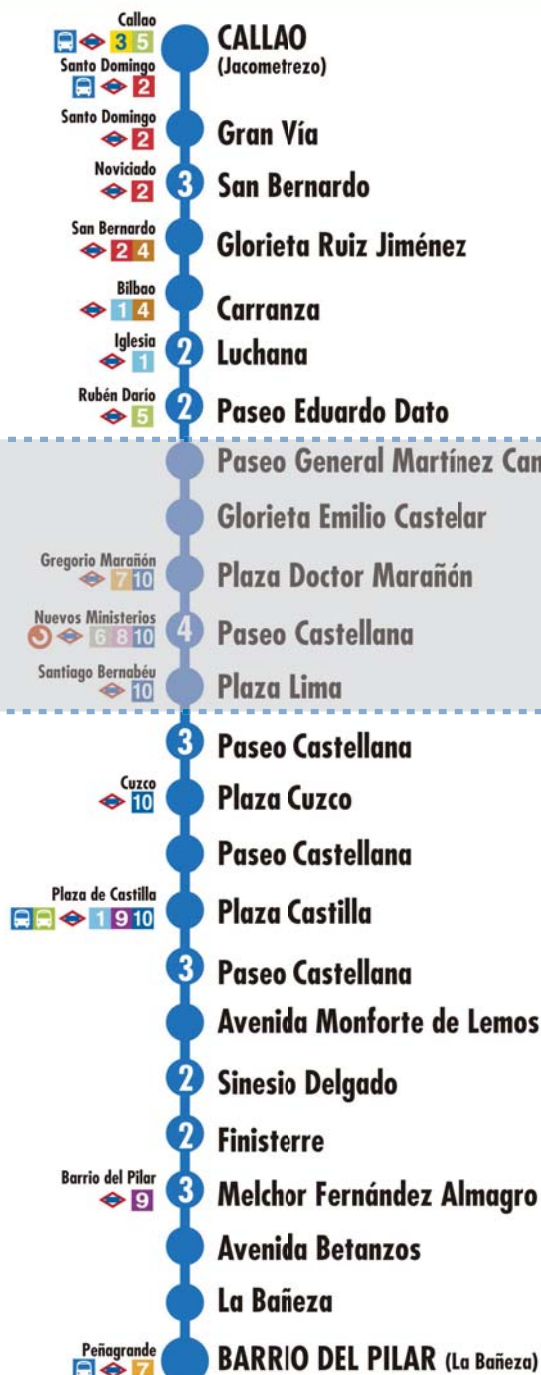 Callao
3 5
CALLAO
(Jacometrezo)
Santo Domingo
2
Santo Domingo
2
Gran Vía
Noviciado
2
3
San Bernardo
San Bernardo
2 4
Glorieta Ruiz Jiménez
Bilbao
1 4
Carranza
Iglesia
1
2
Luchana
Rubén Darío
5
2
Paseo Eduardo Dato
Paseo General Martínez
Glorieta Emilio Castelar
Gregorio Marañón
7 10
Plaza Doctor Marañón
Nuevos Ministerios
6 8 10
4
Paseo Castellana
Santiago Bernabéu
10
Plaza Lima
3
Paseo Castellana
Cuzco
10
Plaza Cuzco
Paseo Castellana
Plaza de Castilla
1 9 10
Plaza Castilla
3
Paseo Castellana
Avenida Monforte de Lemos
2
Sinesio Delgado
2
Finisterre
Barrio del Pilar
9
3
Melchor Fernández Almagro
Avenida Betanzos
La Bañeza
Peñagrande
7
BARRIO DEL PILAR (La Bañeza)